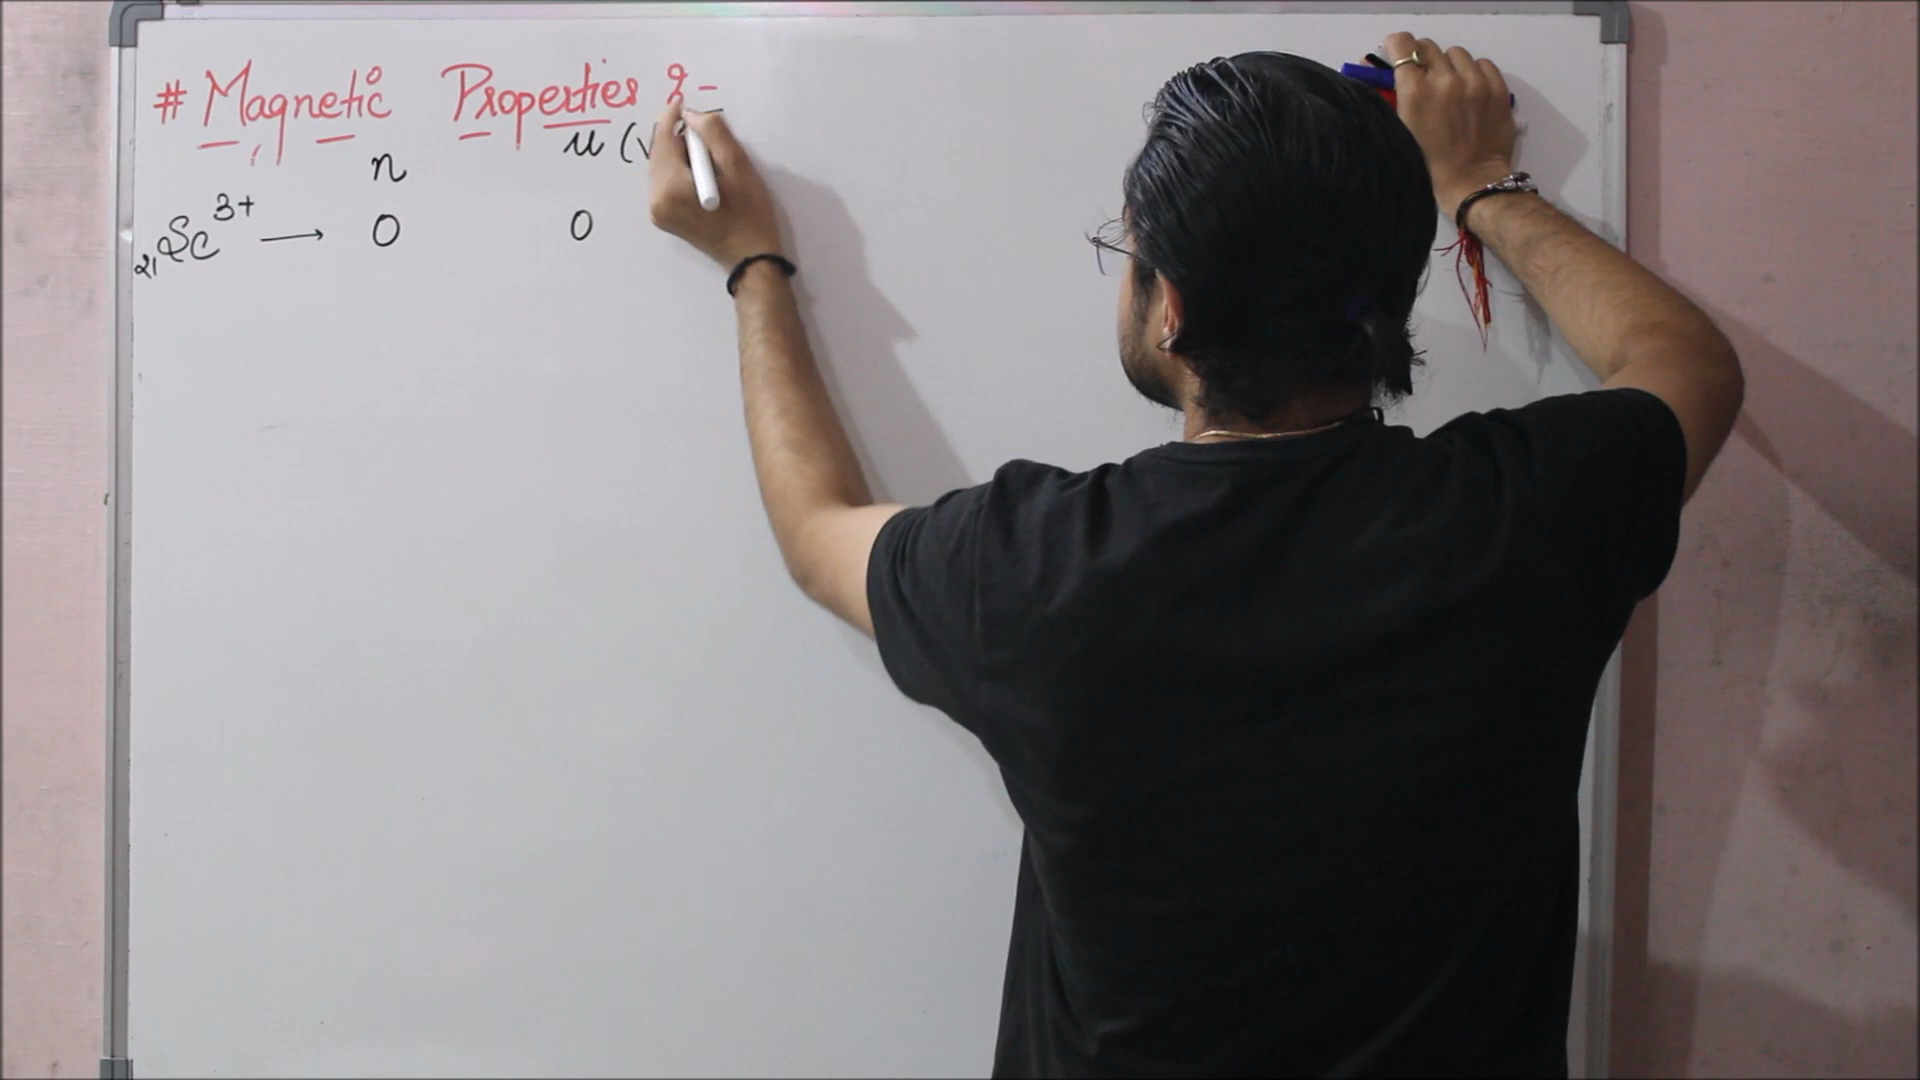 # Magnetic Properties :-
n μ (√
₂₁Sc³⁺ → 0 0